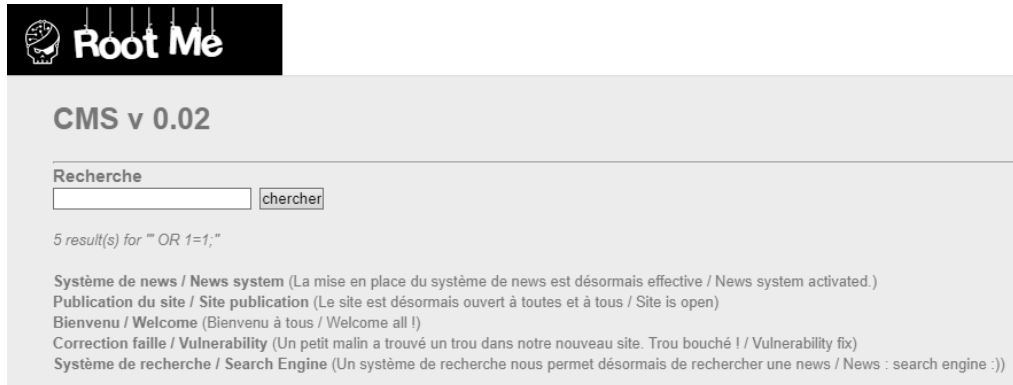 Root Me
CMS v 0.02
Recherche
chercher
5 result(s) for "' OR 1=1;"
Système de news / News system (La mise en place du système de news est désormais effective / News system activated.)
Publication du site / Site publication (Le site est désormais ouvert à toutes et à tous / Site is open)
Bienvenu / Welcome (Bienvenu à tous / Welcome all !)
Correction faille / Vulnerability (Un petit malin a trouvé un trou dans notre nouveau site. Trou bouché ! / Vulnerability fix)
Système de recherche / Search Engine (Un système de recherche nous permet désormais de rechercher une news / News : search engine :))